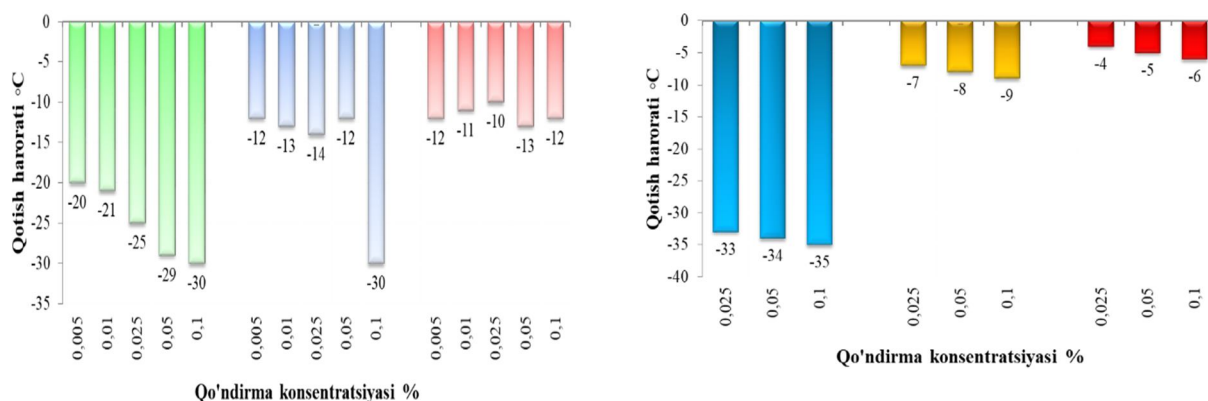 Qotish harorati °C
0
-5
-10
-15
-20
-25
-30
-35
-20 -21 -25 -29 -30
-12 -13 -14 -12 -30
-12 -11 -10 -13 -12
0,005 0,01 0,025 0,05 0,1
0,005 0,01 0,025 0,05 0,1
0,005 0,01 0,025 0,05 0,1
Qo'ndirma konsentratsiyasi %
Qotish harorati °C
0
-5
-10
-15
-20
-25
-30
-35
-40
-33 -34 -35
-7 -8 -9
-4 -5 -6
0,025 0,05 0,1
0,025 0,05 0,1
0,025 0,05 0,1
Qo'ndirma konsentratsiyasi %